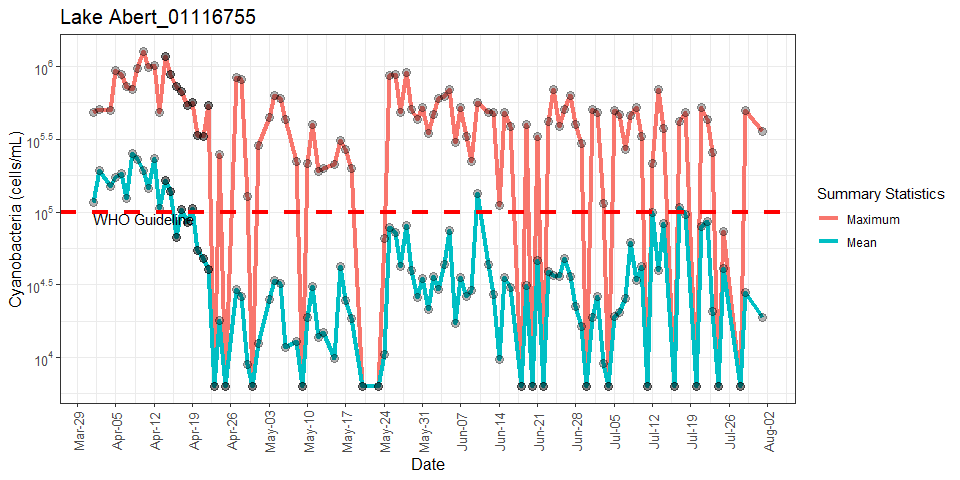 Lake Abert_01116755
Cyanobacteria (cells/mL)
10^6
10^5.5
10^5
10^4.5
10^4
WHO Guideline
Mar-29
Apr-05
Apr-12
Apr-19
Apr-26
May-03
May-10
May-17
May-24
May-31
Jun-07
Jun-14
Jun-21
Jun-28
Jul-05
Jul-12
Jul-19
Jul-26
Aug-02
Date
Summary Statistics
Maximum
Mean